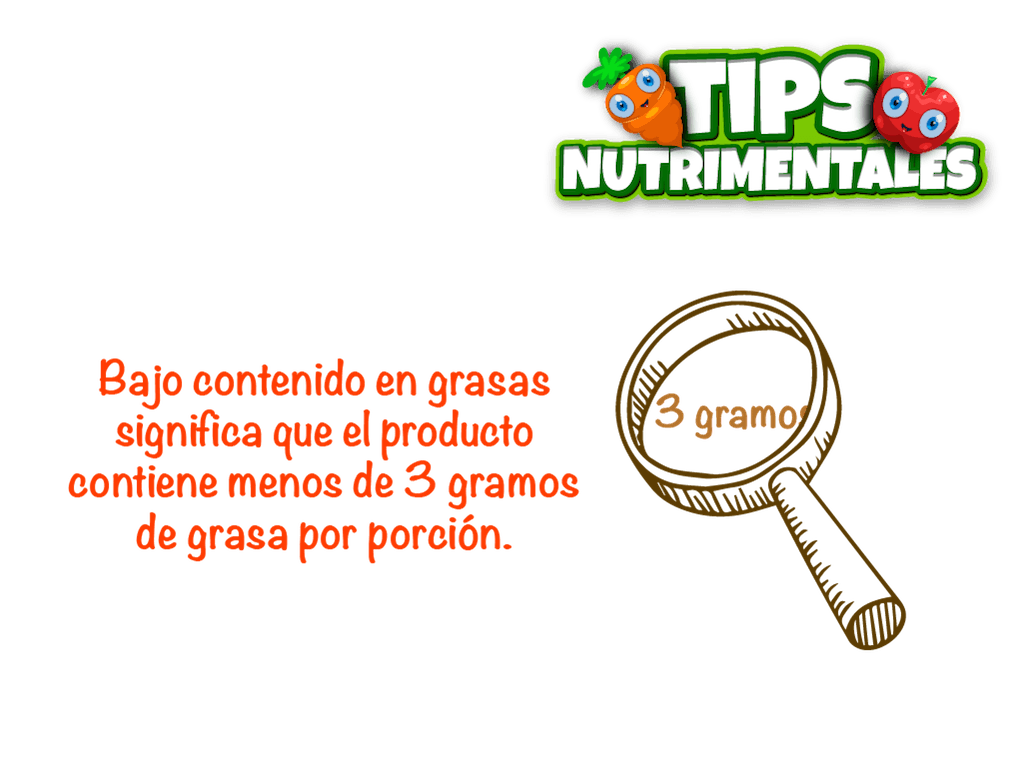 TIPS
NUTRIMENTALES
Bajo contenido en grasas
significa que el producto
contiene menos de 3 gramos
de grasa por porción.
3 gramos